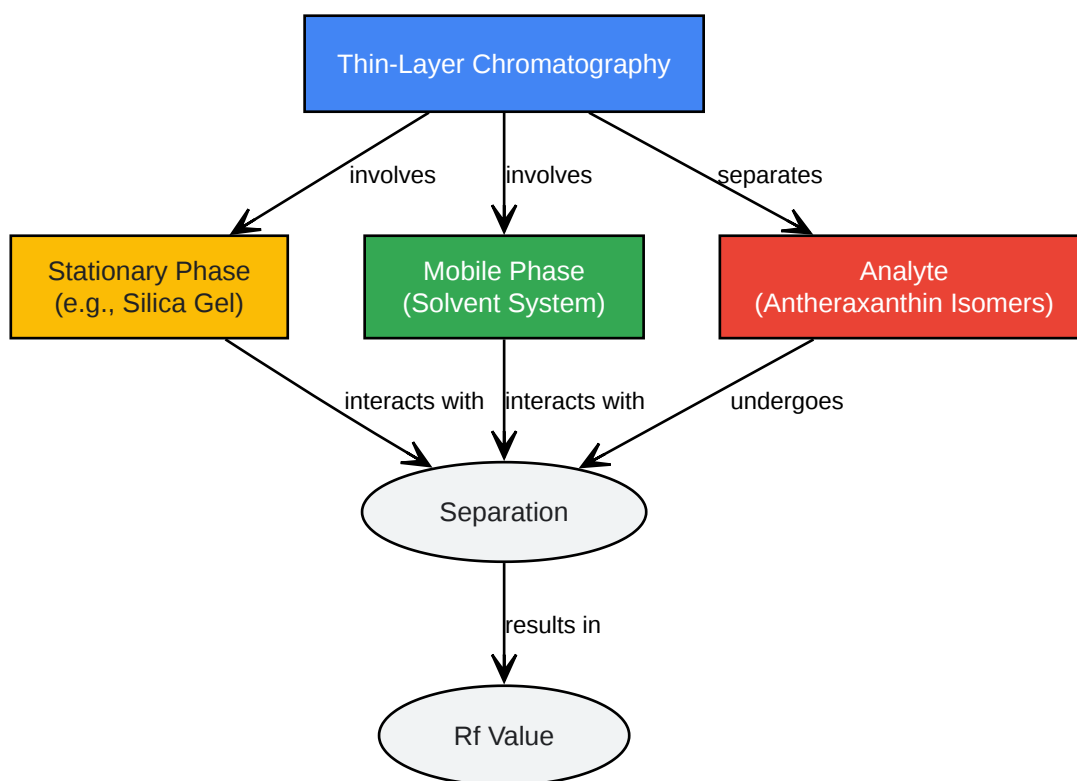 Thin-Layer Chromatography
involves
involves
separates
Stationary Phase
(e.g., Silica Gel)
Mobile Phase
(Solvent System)
Analyte
(Antheraxanthin Isomers)
interacts with
interacts with
undergoes
Separation
results in
Rf Value